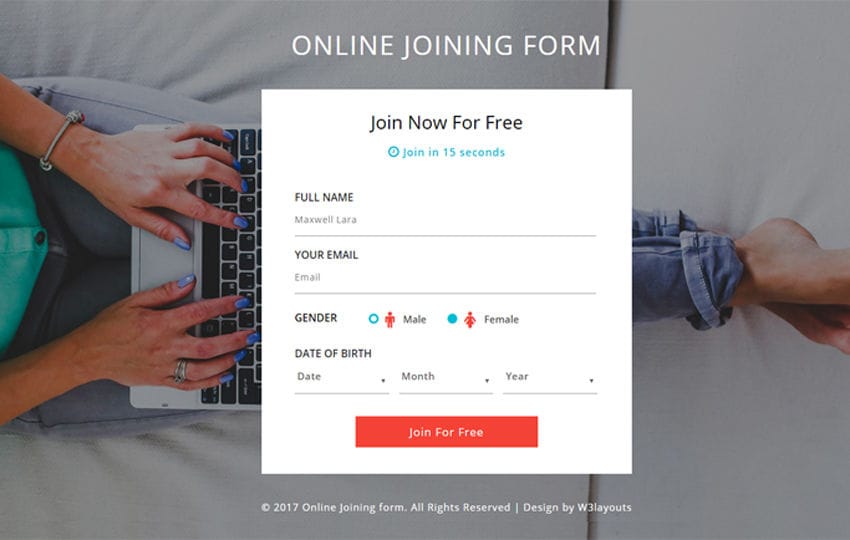 ONLINE JOINING FORM
Join Now For Free
Join in 15 seconds
FULL NAME
Maxwell Lara
YOUR EMAIL
Email
GENDER Male Female
DATE OF BIRTH
Date Month Year
Join For Free
© 2017 Online Joining form. All Rights Reserved | Design by W3layouts